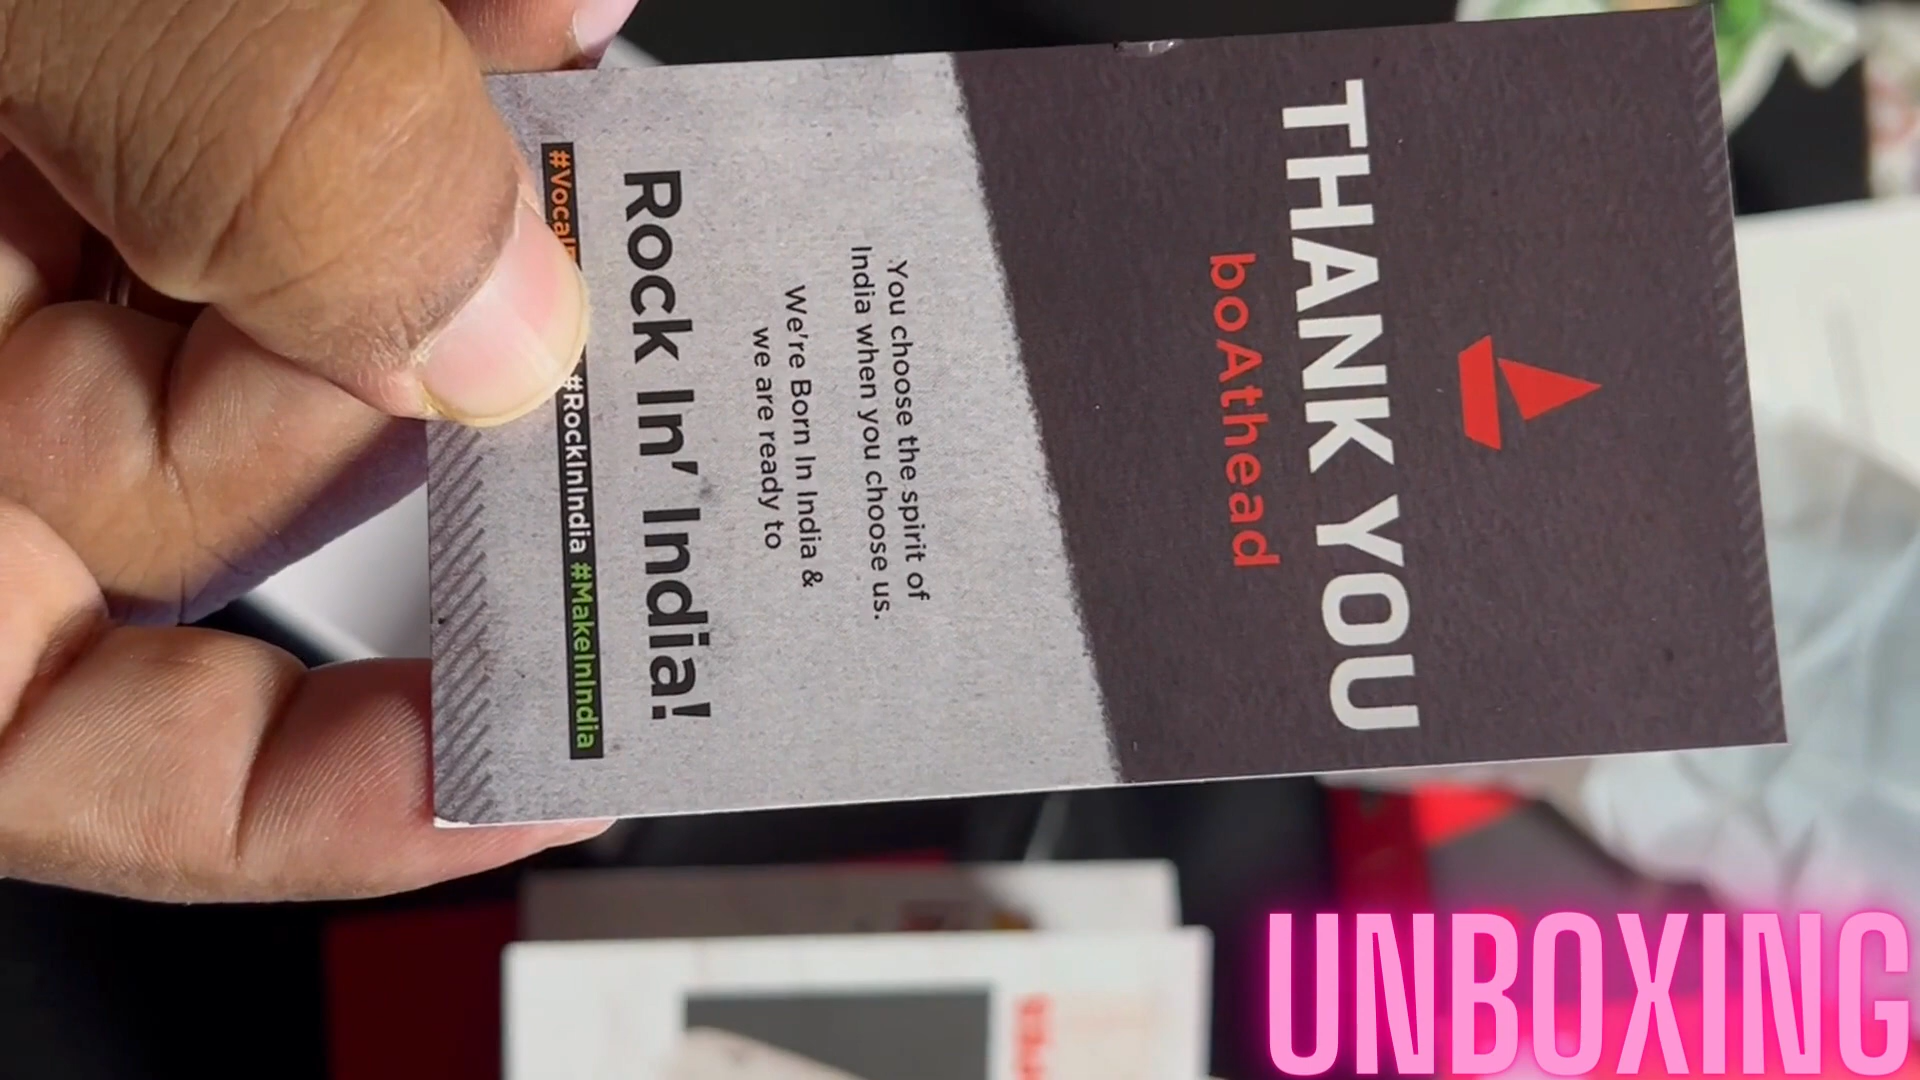 THANK YOU
boAthead
You choose the spirit of
India when you choose us.
We're Born In India &
we are ready to
Rock In' India!
#RockInIndia #MakeInIndia
UNBOXING